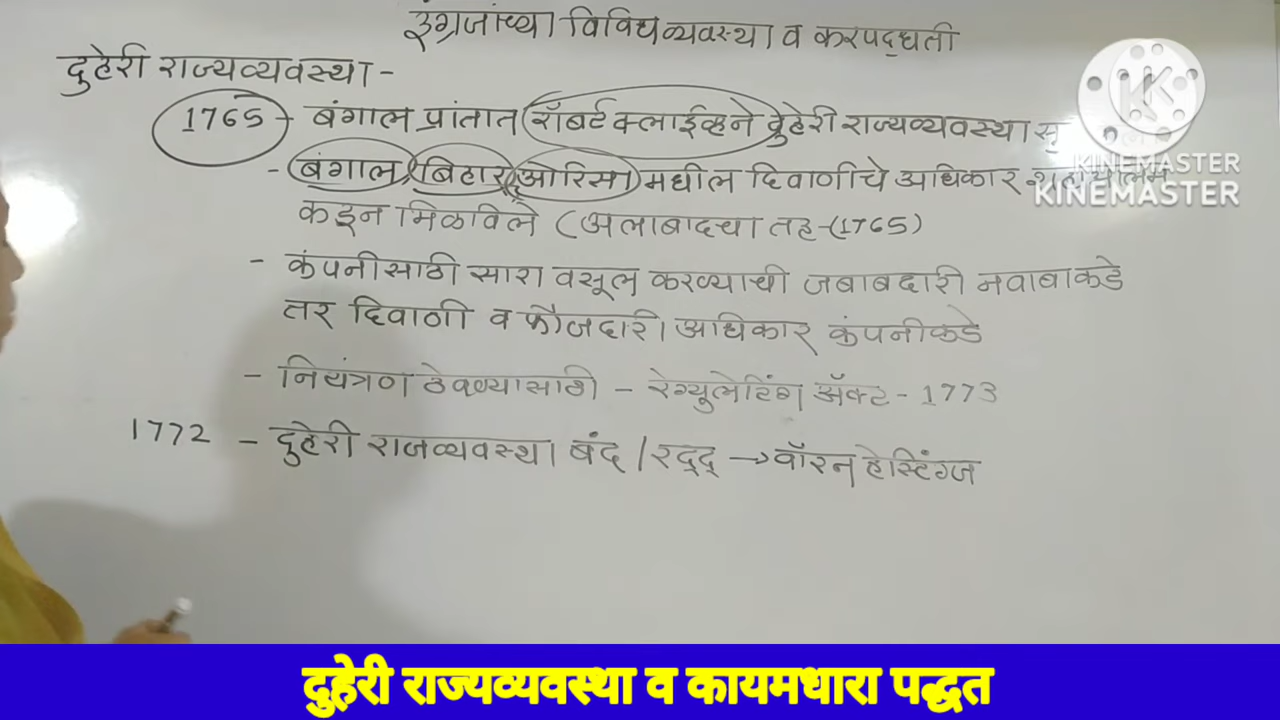 इंग्रजांच्या विविध व्यवस्था व करपद्धती
दुहेरी राज्यव्यवस्था -
1765 - बंगाल प्रांतात रॉबर्ट क्लाईव्हने दुहेरी राज्यव्यवस्था
- बंगाल, बिहार, ओरिसा मधील दिवाणीचे अधिकार
कडून मिळविले (अलाबादचा तह-(1765)
- कंपनीसाठी सारा वसूल करण्याची जबाबदारी नवाबाकडे
तर दिवाणी व फौजदारी अधिकार कंपनीकडे
- नियंत्रण ठेवण्यासाठी - रेग्युलेटिंग ॲक्ट - 1773
1772 - दुहेरी राजव्यवस्था बंद / रद्द → वॉरन हेस्टिंग्ज
KINEMASTER
KINEMASTER
दुहेरी राज्यव्यवस्था व कायमधारा पद्धत